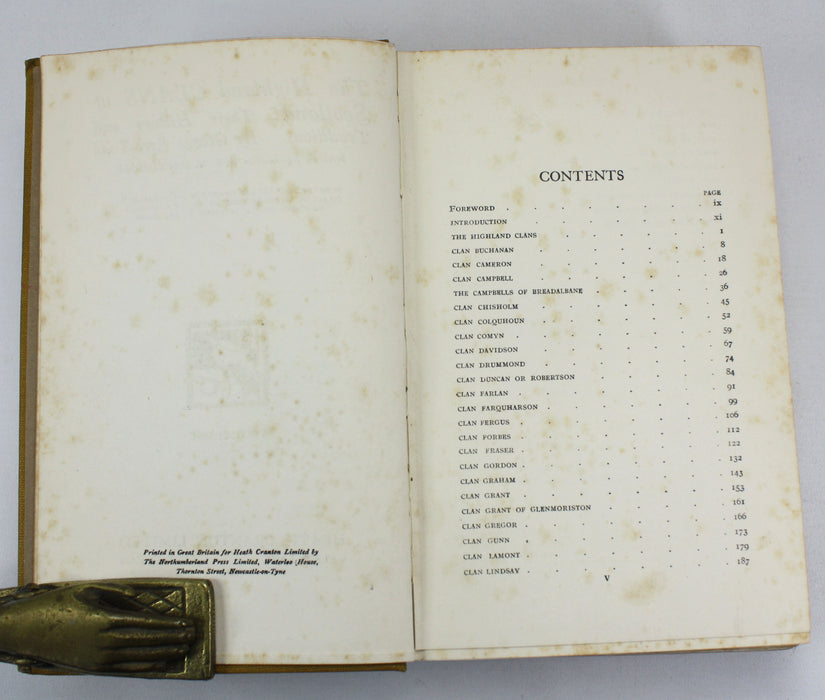 Printed in Great Britain for Heath Cranton Limited by
The Northumberland Press Limited, Waterloo House,
Thornton Street, Newcastle-on-Tyne
CONTENTS
PAGE
FOREWORD . . . . . . . ix
INTRODUCTION . . . . . . . xi
THE HIGHLAND CLANS . . . . . . 1
CLAN BUCHANAN . . . . . . 8
CLAN CAMERON . . . . . . 18
CLAN CAMPBELL . . . . . . 26
THE CAMPBELLS OF BREADALBANE . . . . . 36
CLAN CHISHOLM . . . . . . 45
CLAN COLQUHOUN . . . . . . 52
CLAN COMYN . . . . . . . 59
CLAN DAVIDSON . . . . . . 67
CLAN DRUMMOND . . . . . . 74
CLAN DUNCAN OR ROBERTSON . . . . . 84
CLAN FARLAN . . . . . . . 91
CLAN FARQUHARSON . . . . . . 99
CLAN FERGUS . . . . . . . 106
CLAN FORBES . . . . . . . 112
CLAN FRASER . . . . . . . 122
CLAN GORDON . . . . . . . 132
CLAN GRAHAM . . . . . . . 143
CLAN GRANT . . . . . . . 153
CLAN GRANT OF GLENMORISTON . . . . 161
CLAN GREGOR . . . . . . . 166
CLAN GUNN . . . . . . . 173
CLAN LAMONT . . . . . . . 179
CLAN LINDSAY . . . . . . . 187
V